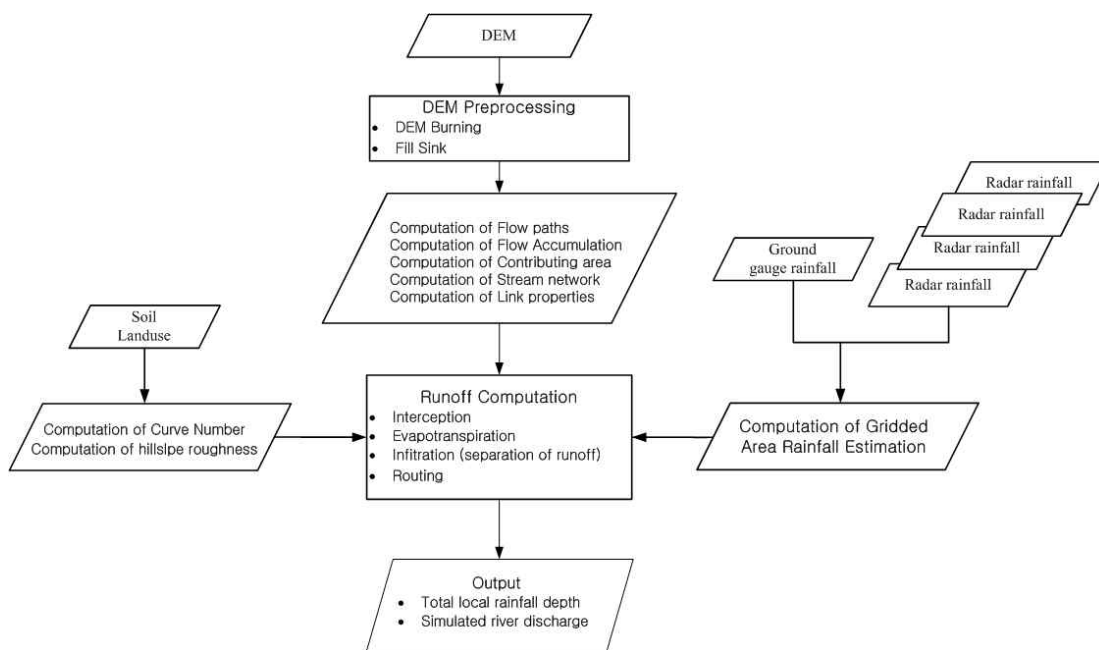 DEM
DEM Preprocessing
• DEM Burning
• Fill Sink
Computation of Flow paths
Computation of Flow Accumulation
Computation of Contributing area
Computation of Stream network
Computation of Link properties
Radar rainfall
Radar rainfall
Radar rainfall
Radar rainfall
Ground
gauge rainfall
Soil
Landuse
Computation of Curve Number
Computation of hillslpe roughness
Runoff Computation
• Interception
• Evapotranspiration
• Infitration (separation of runoff)
• Routing
Computation of Gridded
Area Rainfall Estimation
Output
• Total local rainfall depth
• Simulated river discharge